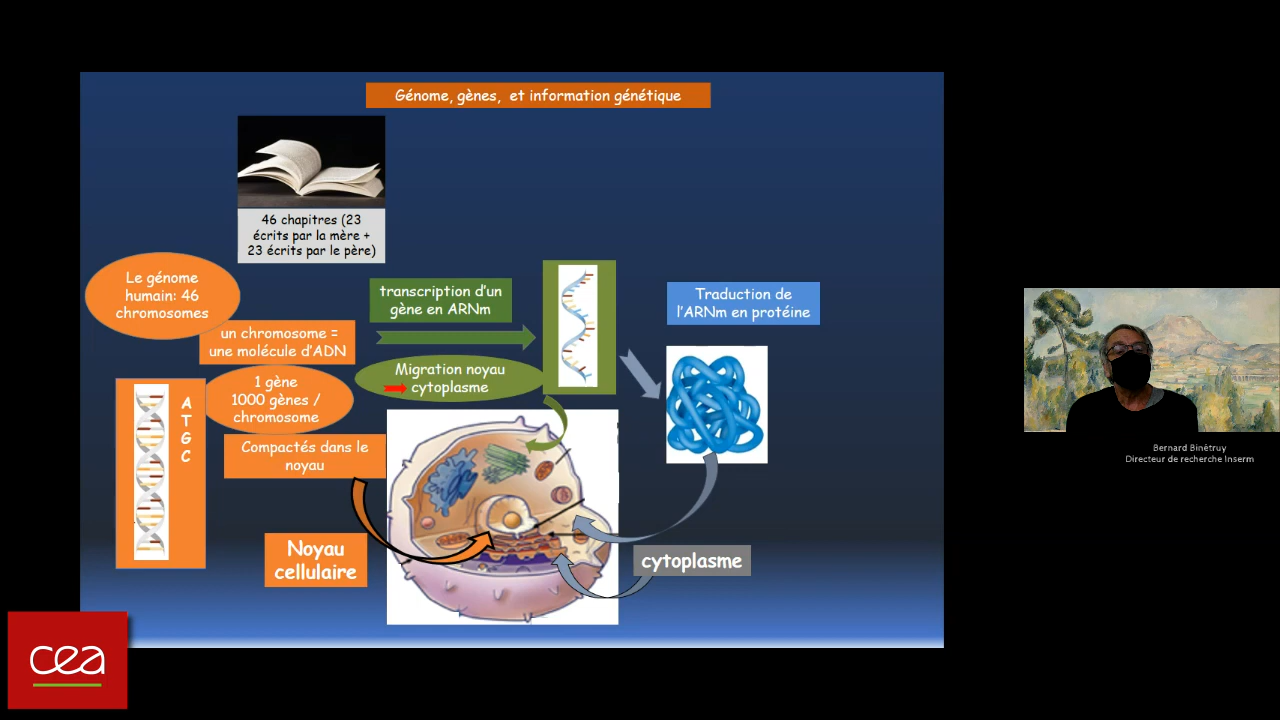 Génome, gènes, et information génétique
46 chapitres (23
écrits par la mère +
23 écrits par le père)
Le génome
humain: 46
chromosomes
un chromosome =
une molécule d'ADN
1 gène
1000 gènes /
chromosome
A
T
G
C
Compactés dans le
noyau
transcription d'un
gène en ARNm
Migration noyau
cytoplasme
Traduction de
l'ARNm en protéine
Noyau
cellulaire
cytoplasme
Bernard Binètruy
Directeur de recherche Inserm
cea